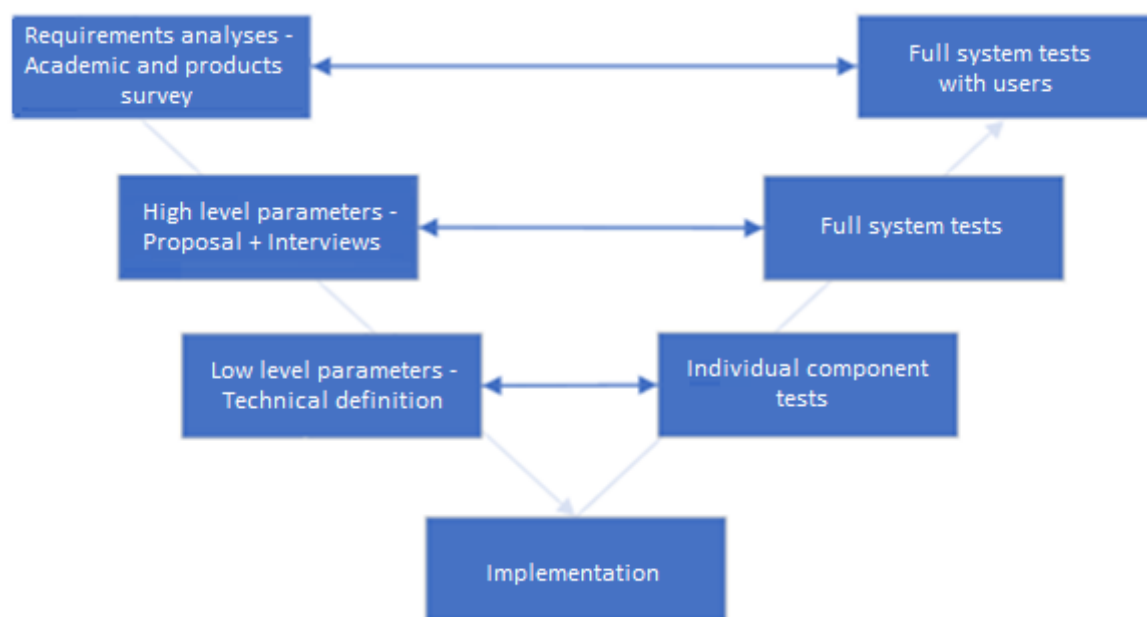 Requirements analyses -
Academic and products
survey
Full system tests
with users
High level parameters -
Proposal + Interviews
Full system tests
Low level parameters -
Technical definition
Individual component
tests
Implementation